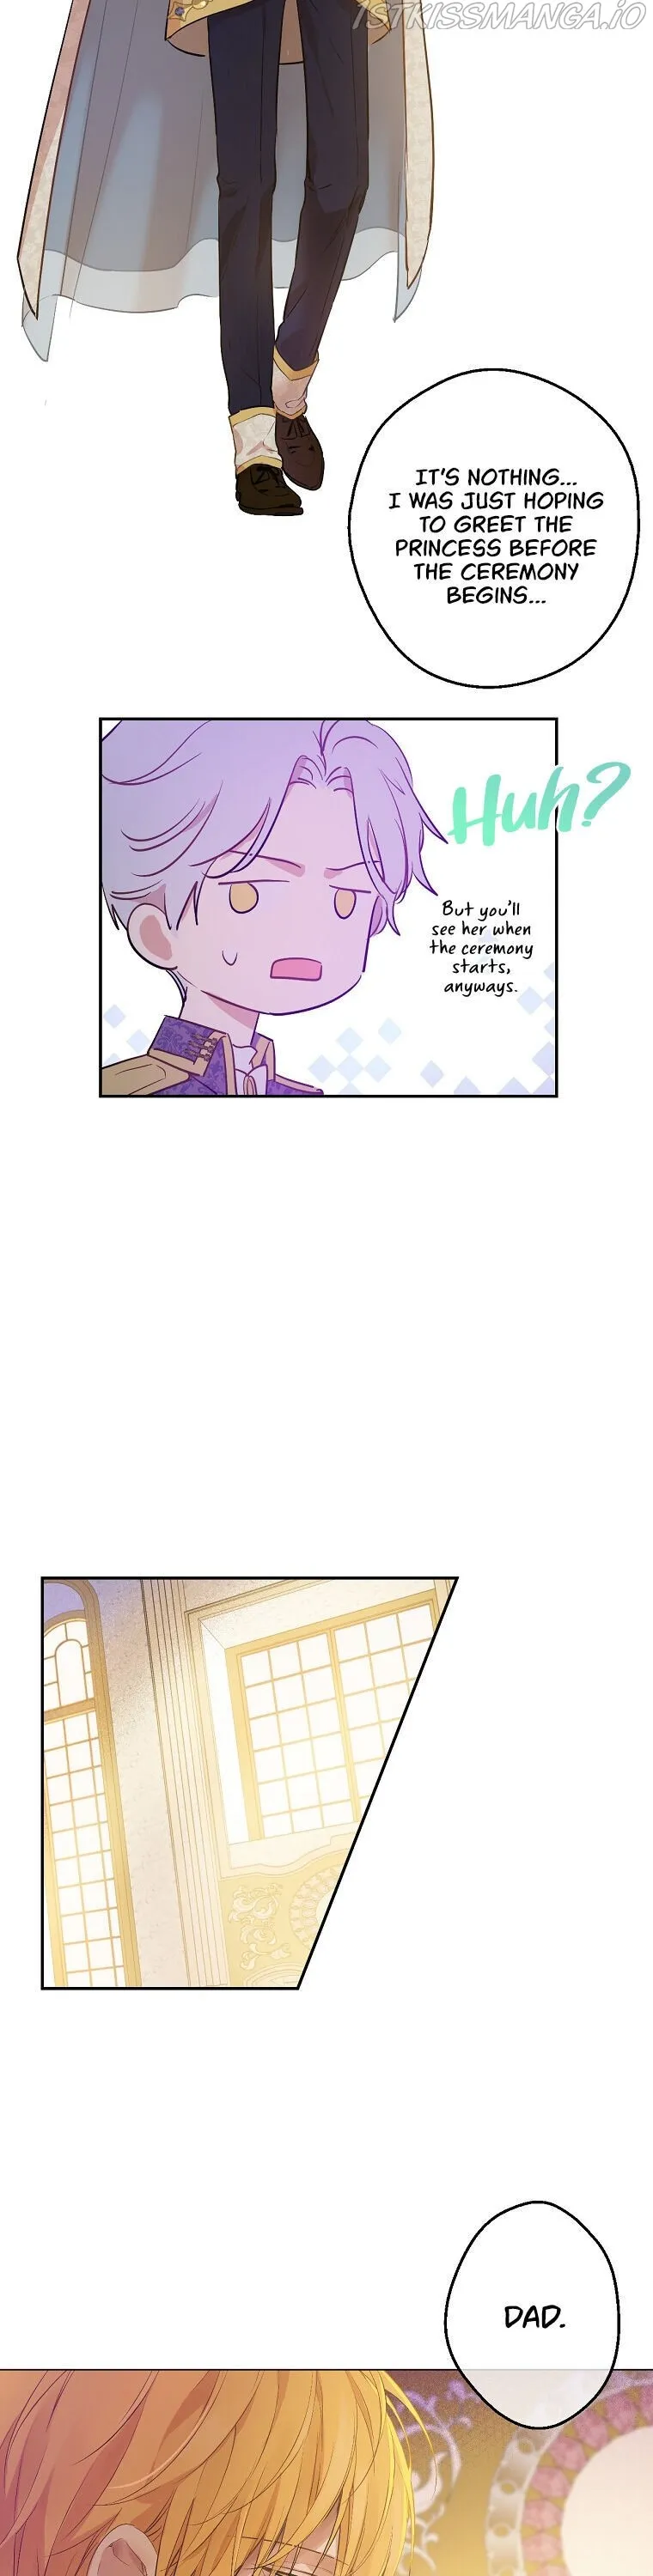 1STKISSMANGA.IO
IT'S NOTHING...
I WAS JUST HOPING
TO GREET THE
PRINCESS BEFORE
THE CEREMONY
BEGINS...
Huh?
But you'll
see her when
the ceremony
starts,
anyways.
DAD.